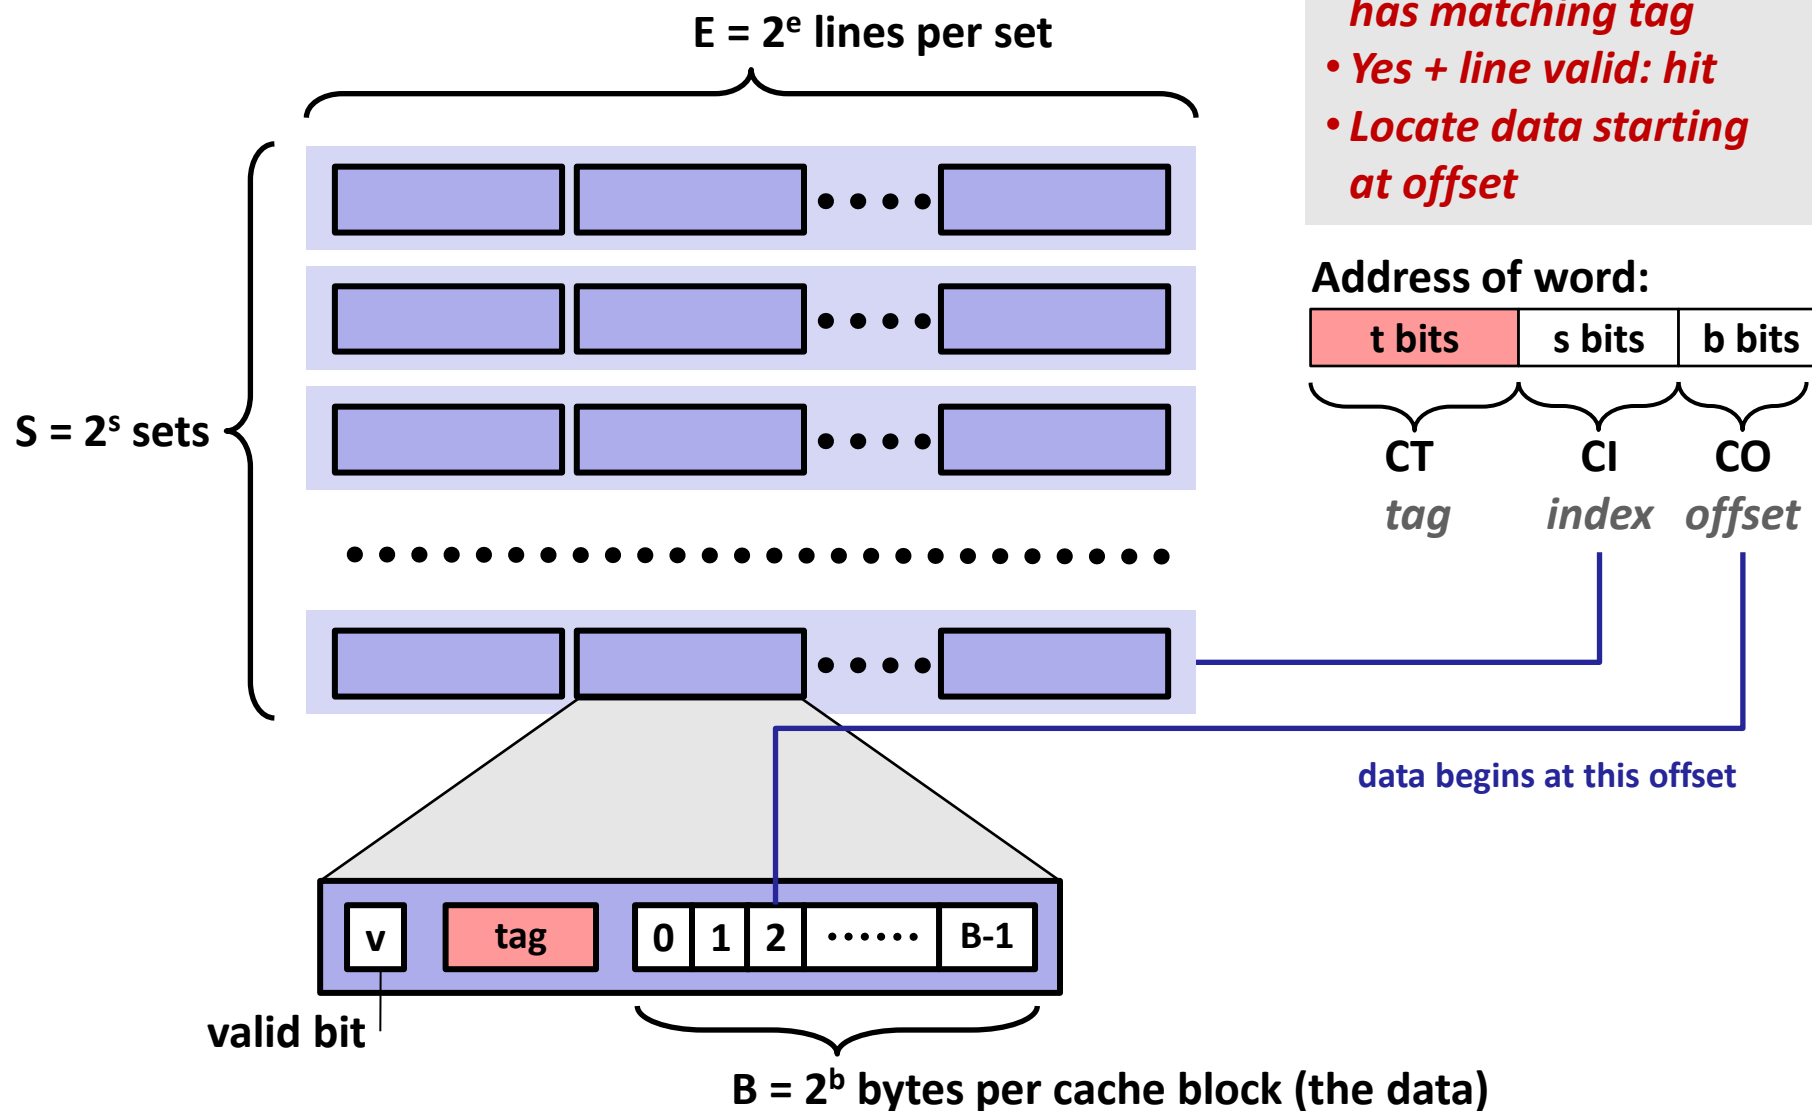 E = 2ᵉ lines per set
has matching tag
• Yes + line valid: hit
• Locate data starting
at offset
Address of word:
t bits s bits b bits
CT CI CO
tag index offset
S = 2ˢ sets
data begins at this offset
v tag 0 1 2 •••••• B-1
valid bit
B = 2ᵇ bytes per cache block (the data)